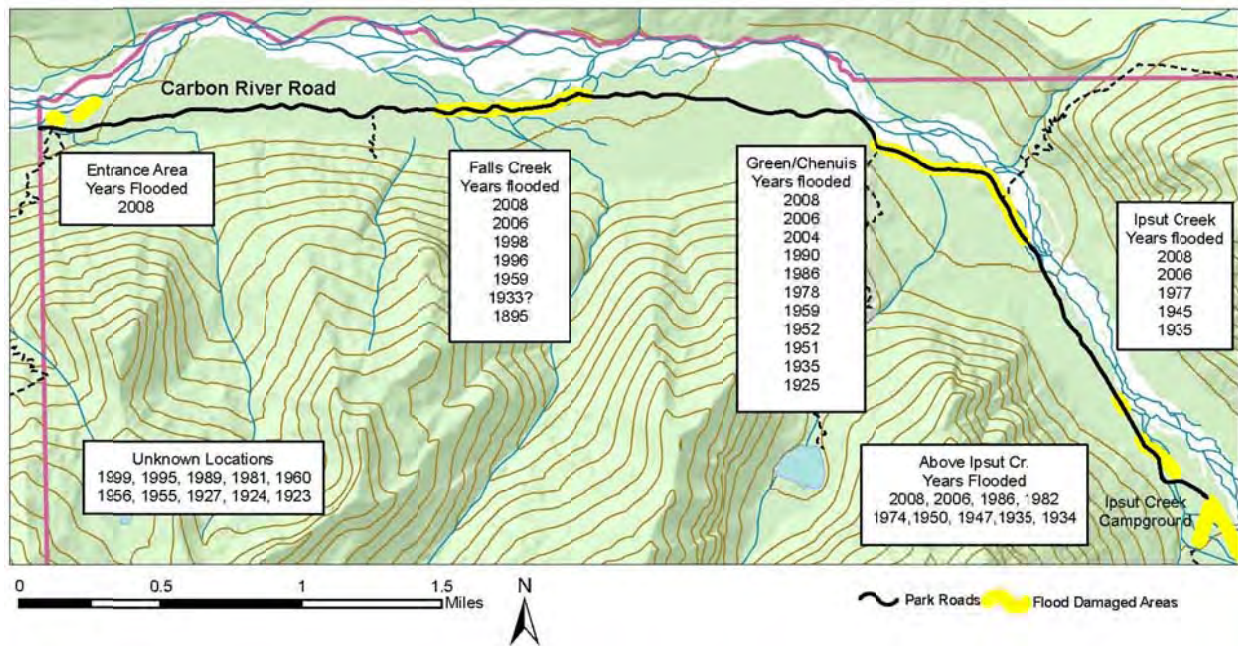 Carbon River Road
Entrance Area
Years Flooded
2008
Falls Creek
Years flooded
2008
2006
1998
1996
1959
1933?
1895
Green/Chenuis
Years flooded
2008
2006
2004
1990
1986
1978
1959
1952
1951
1935
1925
Ipsut Creek
Years flooded
2008
2006
1977
1945
1935
Unknown Locations
1999, 1995, 1989, 1981, 1960
1956, 1955, 1927, 1924, 1923
Above Ipsut Cr.
Years Flooded
2008, 2006, 1986, 1982
1974, 1950, 1947, 1935, 1934
Ipsut Creek
Campground
0 0.5 1 1.5
Miles
N
Park Roads
Flood Damaged Areas